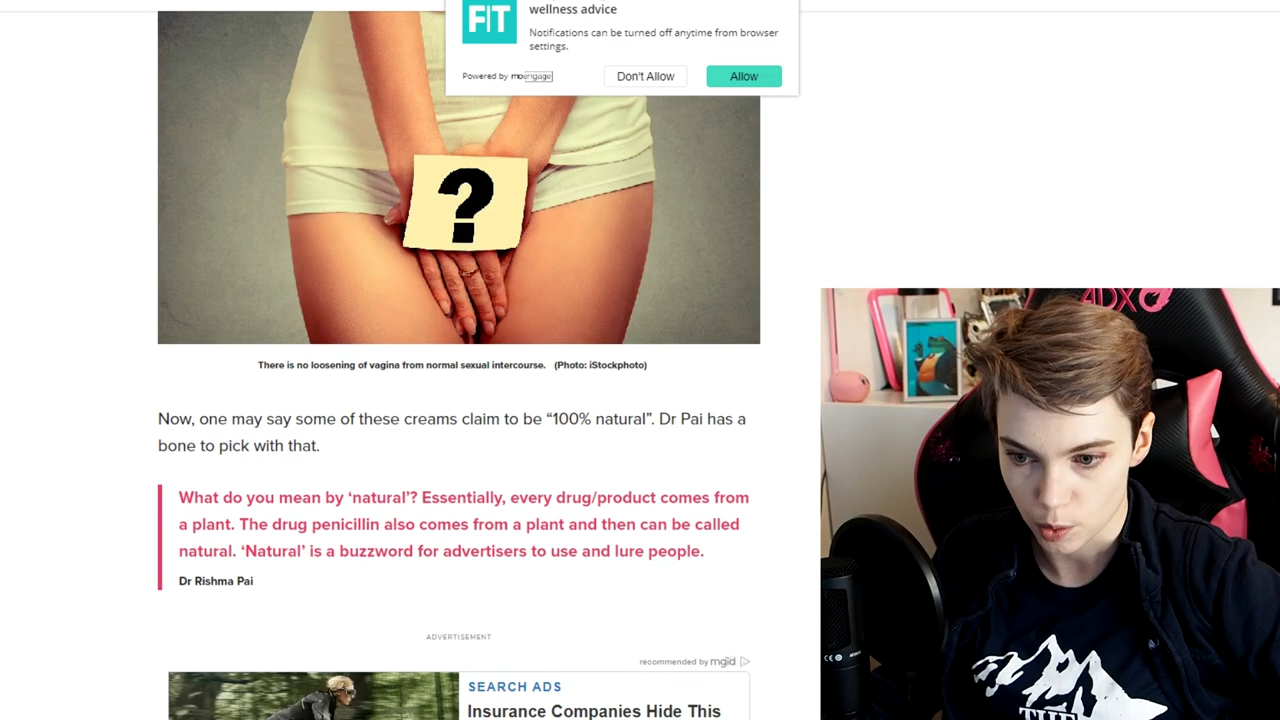 FIT
wellness advice
Notifications can be turned off anytime from browser
settings.
Powered by moengage
Don't Allow
Allow
?
There is no loosening of vagina from normal sexual intercourse. (Photo: iStockphoto)
Now, one may say some of these creams claim to be “100% natural”. Dr Pai has a
bone to pick with that.
What do you mean by ‘natural’? Essentially, every drug/product comes from
a plant. The drug penicillin also comes from a plant and then can be called
natural. ‘Natural’ is a buzzword for advertisers to use and lure people.
Dr Rishma Pai
ADVERTISEMENT
recommended by mgid
SEARCH ADS
Insurance Companies Hide This
ADX
THE